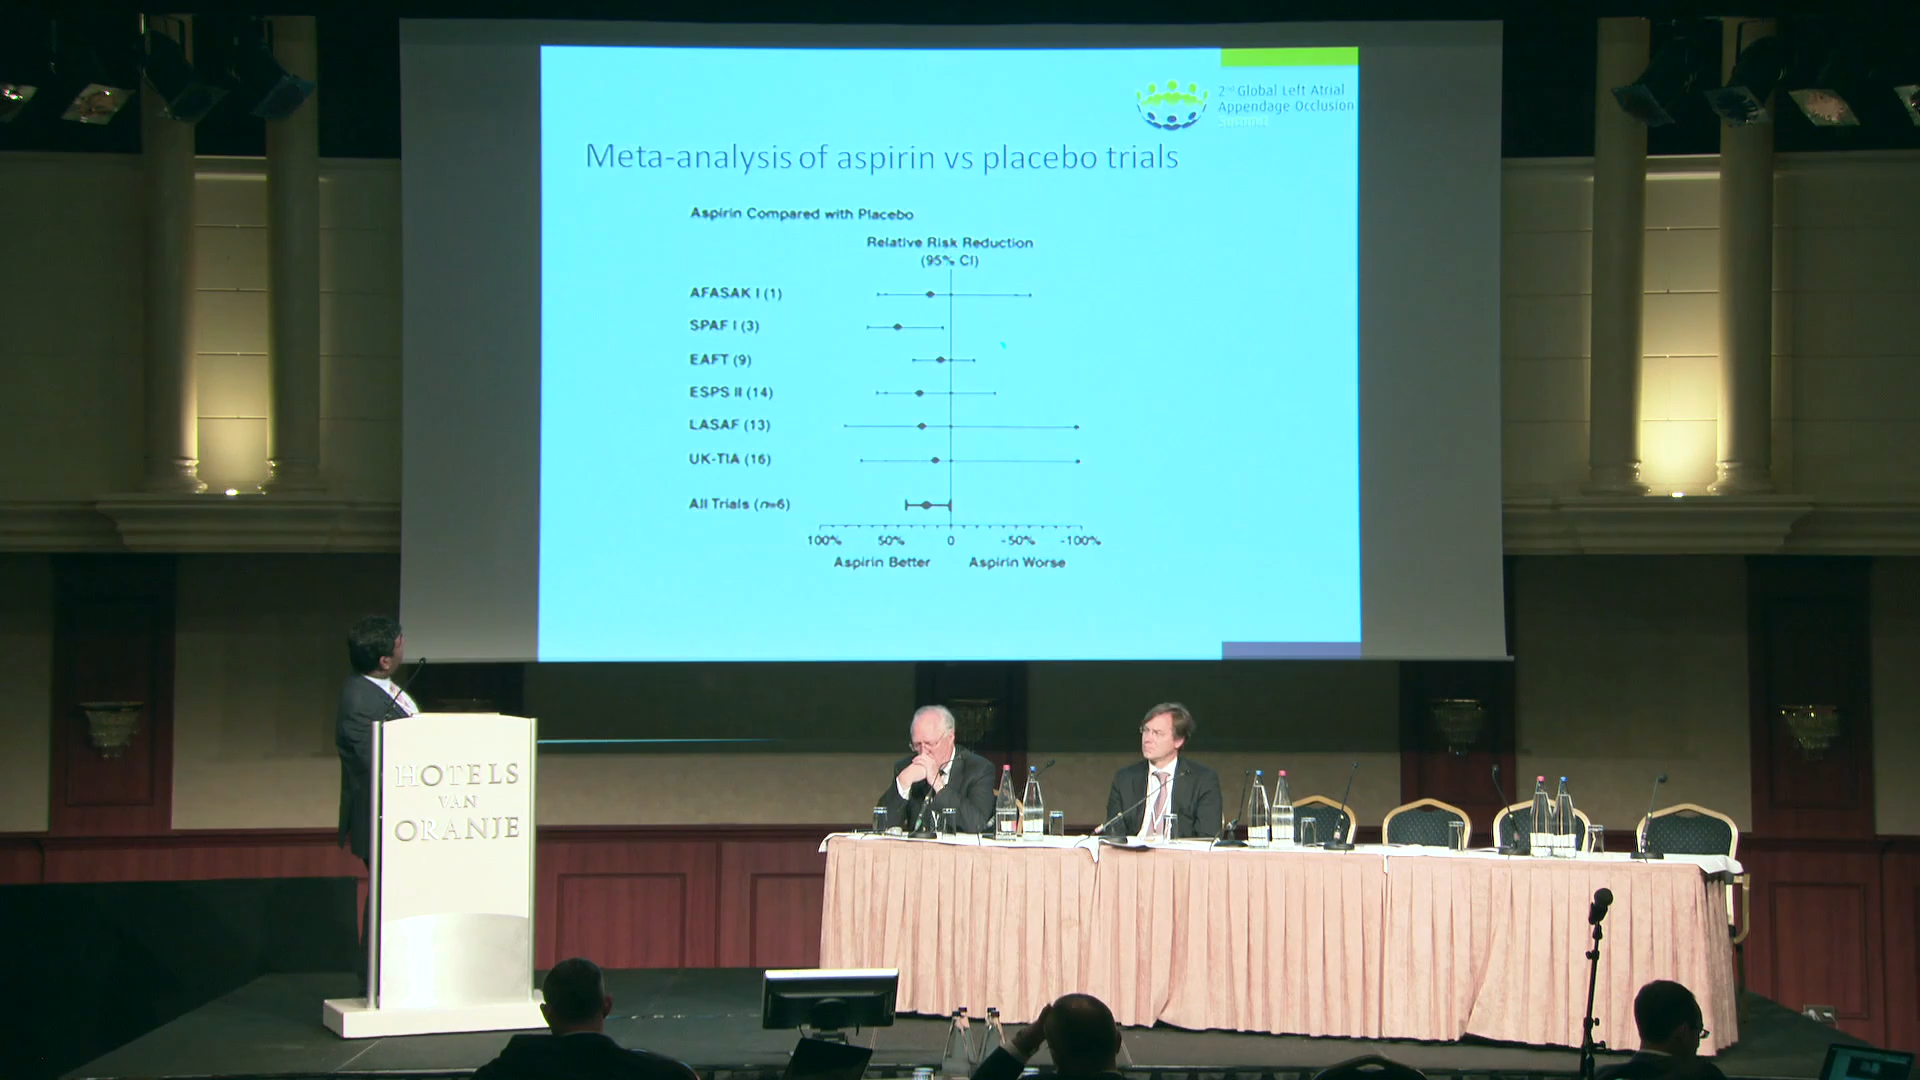 2nd Global Left Atrial
Appendage Occlusion
Summit
Meta-analysis of aspirin vs placebo trials
Aspirin Compared with Placebo
Relative Risk Reduction
(95% CI)
AFASAK I (1)
SPAF I (3)
EAFT (9)
ESPS II (14)
LASAF (13)
UK-TIA (16)
All Trials (n=6)
100% 50% 0 -50% -100%
Aspirin Better Aspirin Worse
HOTELS
VAN
ORANJE